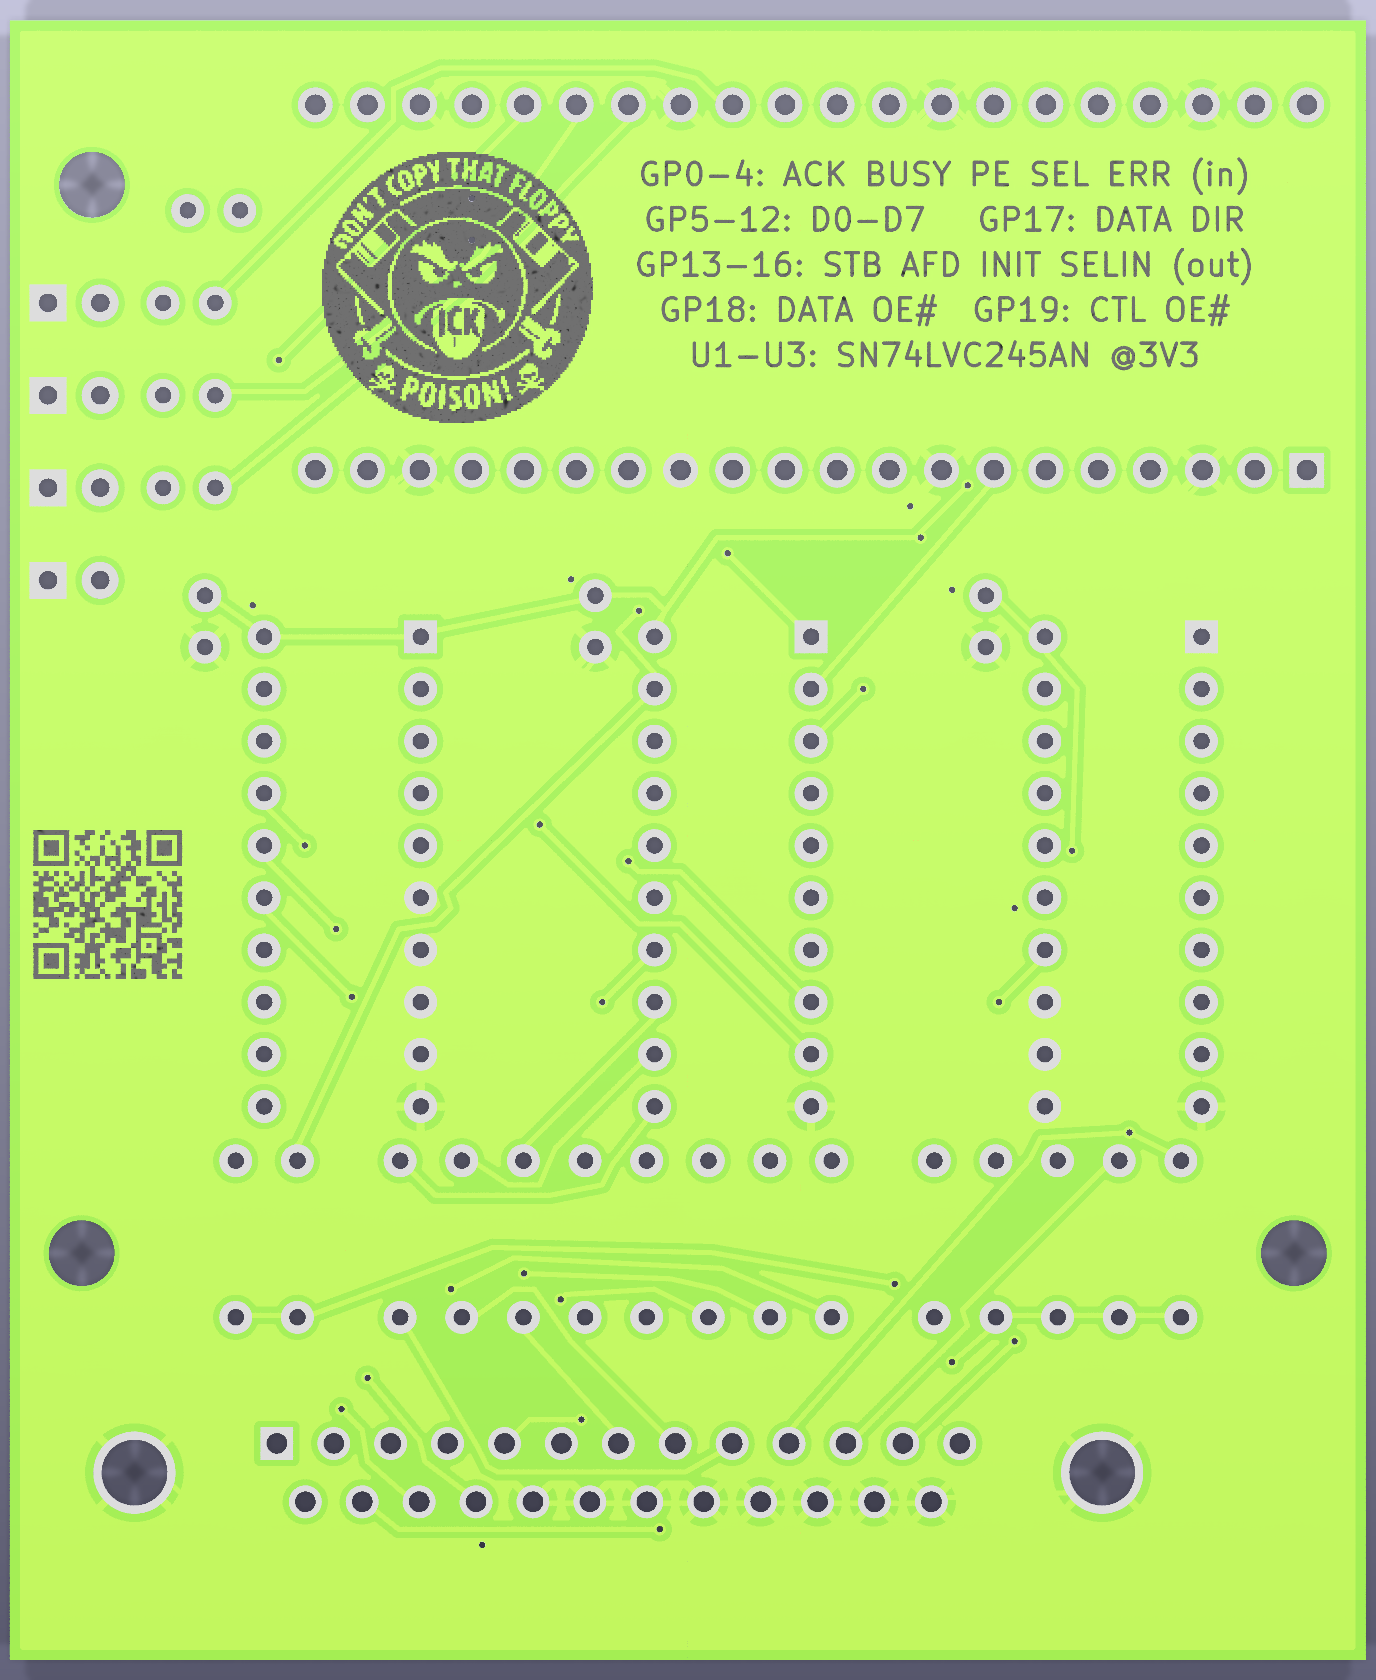 DON'T COPY THAT FLOPPY
ICK
POISON!
GP0-4: ACK BUSY PE SEL ERR (in)
GP5-12: D0-D7 GP17: DATA DIR
GP13-16: STB AFD INIT SELIN (out)
GP18: DATA OE# GP19: CTL OE#
U1-U3: SN74LVC245AN @3V3